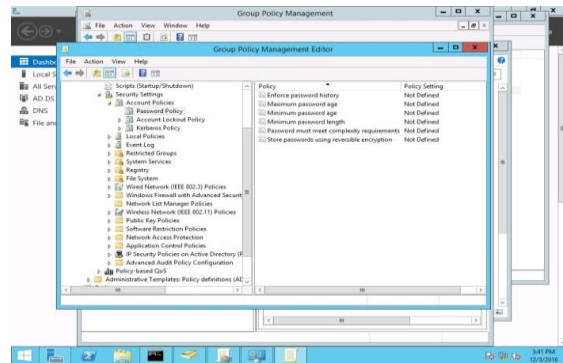 Group Policy Management
File Action View Window Help
Group Policy Management Editor
File Action View Help
Dashbo
Local S
All Serv
AD DS
DNS
File an
Scripts (Startup/Shutdown)
Security Settings
Account Policies
Password Policy
Account Lockout Policy
Kerberos Policy
Local Policies
Event Log
Restricted Groups
System Services
Registry
File System
Wired Network (IEEE 802.3) Policies
Windows Firewall with Advanced Securit
Network List Manager Policies
Wireless Network (IEEE 802.11) Policies
Public Key Policies
Software Restriction Policies
Network Access Protection
Application Control Policies
IP Security Policies on Active Directory (F
Advanced Audit Policy Configuration
Policy-based QoS
Administrative Templates: Policy definitions (AD
Policy Policy Setting
Enforce password history Not Defined
Maximum password age Not Defined
Minimum password age Not Defined
Minimum password length Not Defined
Password must meet complexity requirements Not Defined
Store passwords using reversible encryption Not Defined
3:41 PM
12/3/2016